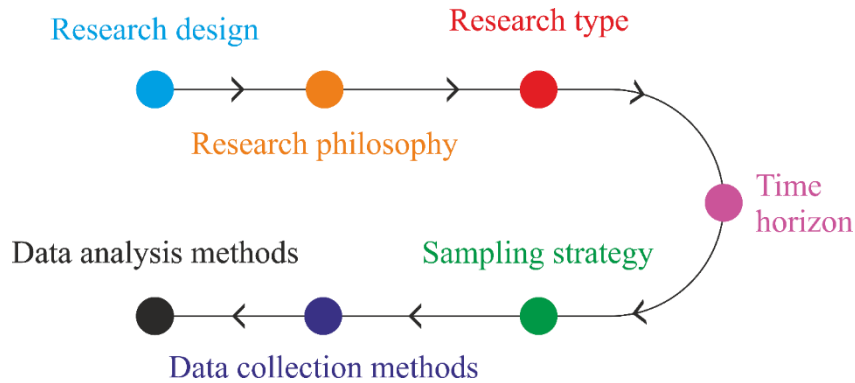 Research design
Research type
Research philosophy
Time
horizon
Data analysis methods
Sampling strategy
Data collection methods